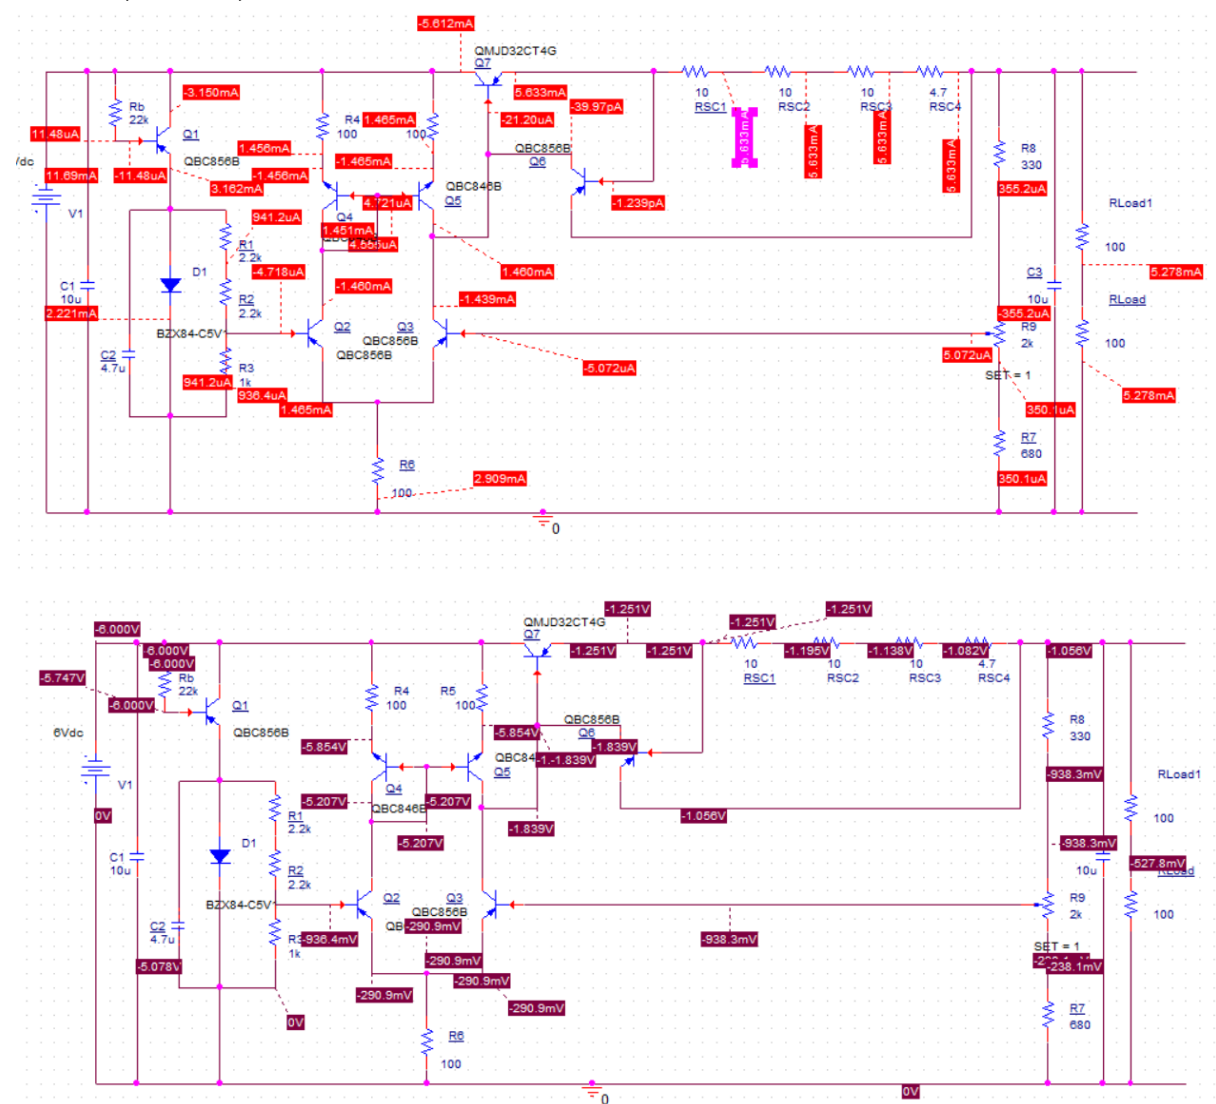 -5.612mA
QMJD32CT4G
Q7
-3.150mA
Rb
22k
5.633mA
-39.97pA
10
RSC1
10
RSC2
10
RSC3
4.7
RSC4
11.48uA
Q1
R4
100
1.465mA
100
-21.20uA
5.633mA
5.633mA
5.633mA
5.633mA
QBC856B
1.456mA
QBC856B
Q6
R8
330
Vdc
11.69mA
-11.48uA
3.162mA
-1.465mA
-1.456mA
QBC846B
Q5
355.2uA
V1
941.2uA
4.721uA
-1.239pA
RLoad1
Q4
1.451mA
R1
2.2k
100
D1
-4.718uA
1.460mA
C3
10u
5.278mA
C1
10u
R2
2.2k
-1.460mA
-1.439mA
RLoad
2.221mA
-355.2uA
BZX84-C5V1
Q2
QBC856B
Q3
QBC856B
R9
2k
100
C2
4.7u
R3
1k
5.072uA
-5.072uA
SET = 1
941.2uA
936.4uA
1.465mA
5.278mA
350.1uA
R7
680
R6
100
2.909mA
350.1uA
0
-1.251V
-1.251V
QMJD32CT4G
Q7
-1.251V
-6.000V
-6.000V
-6.000V
-1.251V
-1.251V
-1.195V
-1.138V
-1.082V
-1.056V
-5.747V
Rb
22k
10
RSC1
10
RSC2
10
RSC3
4.7
RSC4
-6.000V
Q1
R4
100
R5
100
6Vdc
QBC856B
-5.854V
-5.854V
QBC856B
Q6
R8
330
-1.839V
-1.839V
V1
Q4
Q5
-938.3mV
RLoad1
0V
-5.207V
QBC846B
-5.207V
R1
2.2k
-1.839V
-1.056V
100
-5.207V
D1
-938.3mV
C1
10u
R2
2.2k
10u
-527.8mV
RLoad
BZX84-C5V1
Q2
Q3
QBC856B
R9
2k
100
C2
4.7u
-290.9mV
1k
-936.4mV
-938.3mV
SET = 1
-5.078V
-290.9mV
-238.1mV
-290.9mV
-290.9mV
-290.9mV
0V
R7
680
R6
100
0
0V